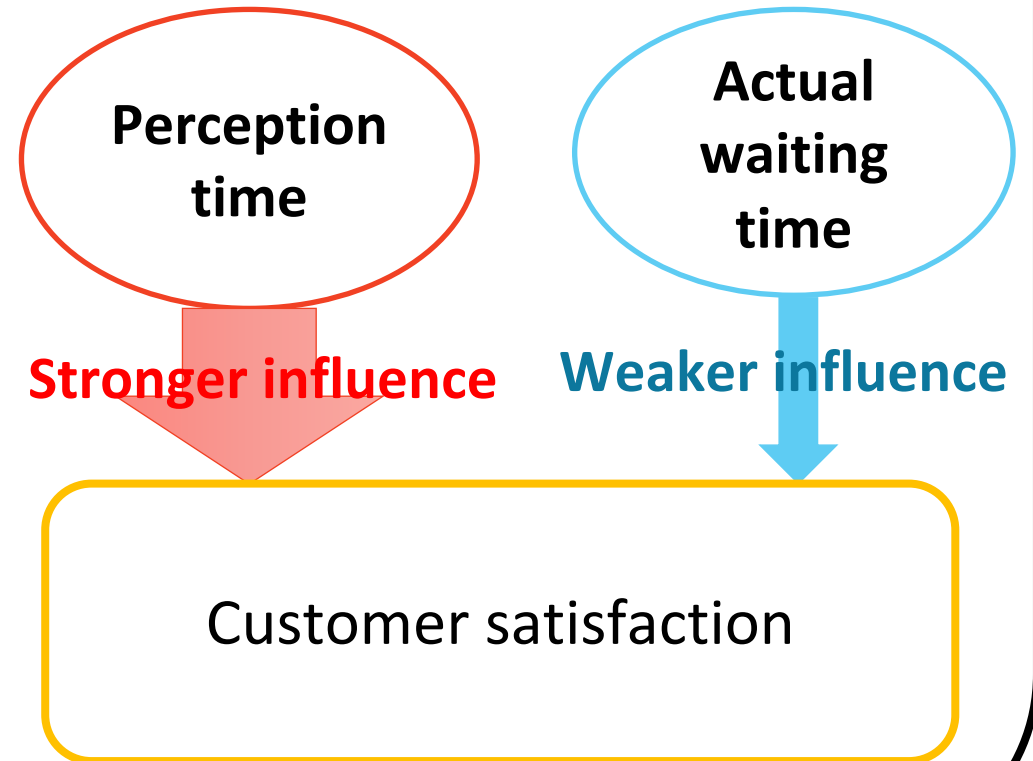 Perception
time
Actual
waiting
time
Stronger influence
Weaker influence
Customer satisfaction